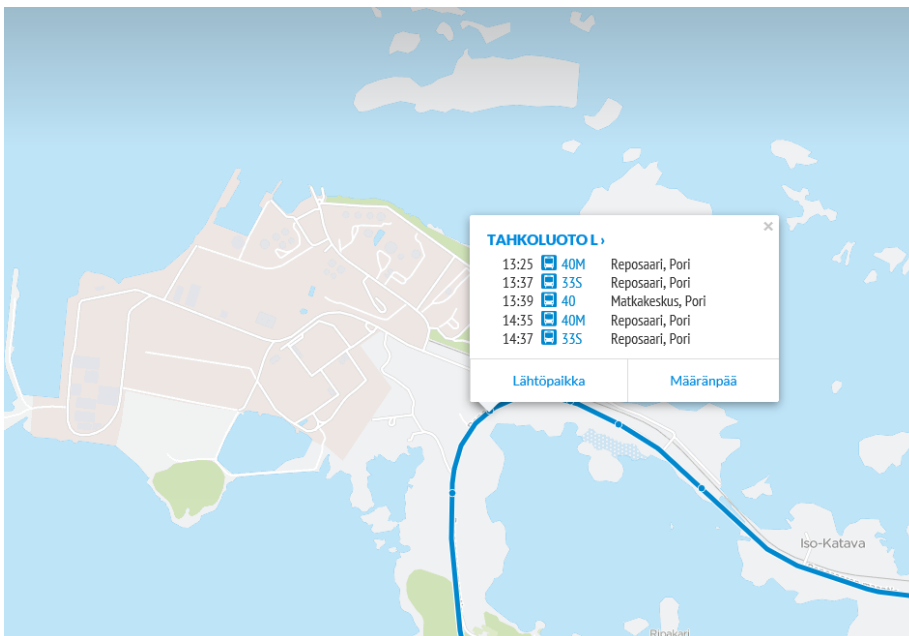 TAHKOLUOTO L ›
×
13:25 40M Reposaari, Pori
13:37 33S Reposaari, Pori
13:39 40 Matkakeskus, Pori
14:35 40M Reposaari, Pori
14:37 33S Reposaari, Pori
Lähtöpaikka Määränpää
Iso-Katava